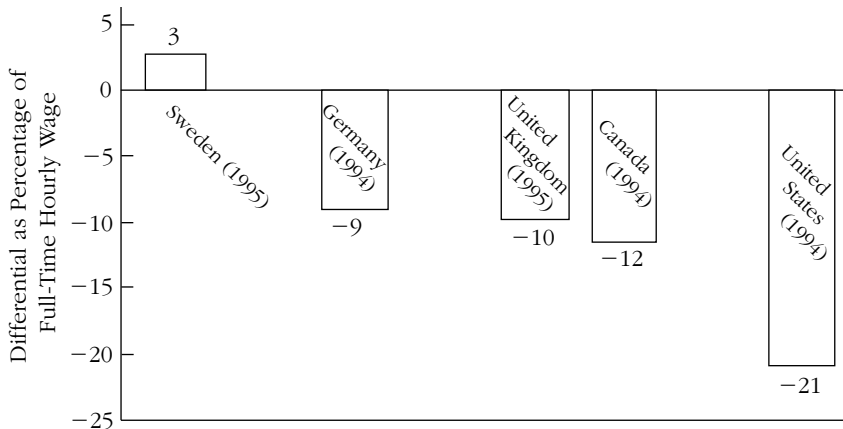 Differential as Percentage of
Full-Time Hourly Wage
5
0
−5
−10
−15
−20
−25
3
Sweden (1995)
Germany
(1994)
−9
United
Kingdom
(1995)
−10
Canada
(1994)
−12
United
States
(1994)
−21